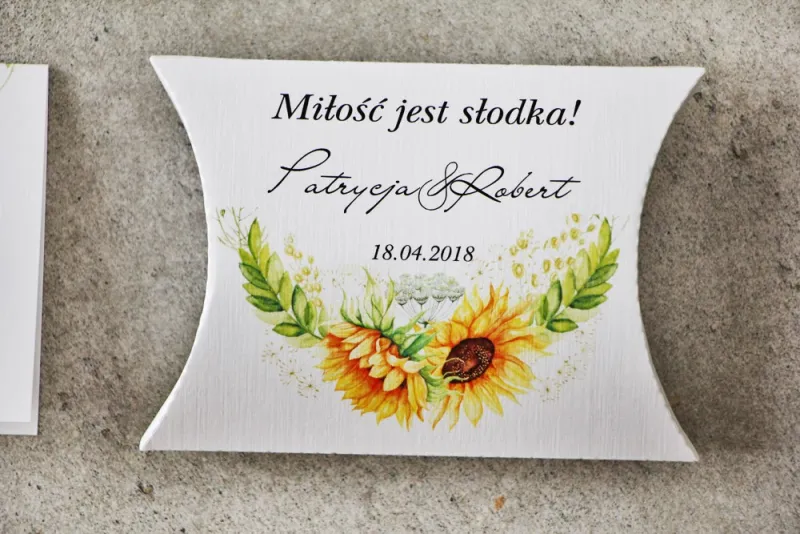 Miłość jest słodka!
Patrycja & Robert
18.04.2018